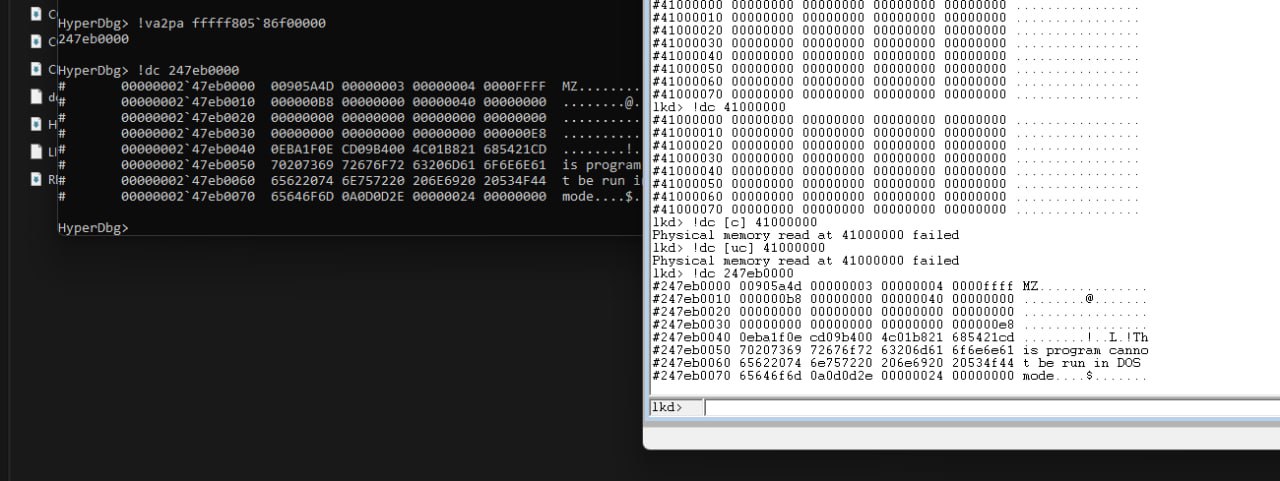 C
C
C
d
H
LI
RI
HyperDbg> !va2pa fffff805`86f00000
247eb0000
HyperDbg> !dc 247eb0000
# 00000002`47eb0000 00905A4D 00000003 00000004 0000FFFF MZ........
# 00000002`47eb0010 000000B8 00000000 00000040 00000000 ........@.
# 00000002`47eb0020 00000000 00000000 00000000 00000000 ..........
# 00000002`47eb0030 00000000 00000000 00000000 000000E8 ..........
# 00000002`47eb0040 0EBA1F0E CD09B400 4C01B821 685421CD ........!.
# 00000002`47eb0050 70207369 72676F72 63206D61 6F6E6E61 is program
# 00000002`47eb0060 65622074 6E757220 206E6920 20534F44 t be run i
# 00000002`47eb0070 65646F6D 0A0D0D2E 00000024 00000000 mode....$.
HyperDbg>
#41000000 00000000 00000000 00000000 00000000 ................
#41000010 00000000 00000000 00000000 00000000 ................
#41000020 00000000 00000000 00000000 00000000 ................
#41000030 00000000 00000000 00000000 00000000 ................
#41000040 00000000 00000000 00000000 00000000 ................
#41000050 00000000 00000000 00000000 00000000 ................
#41000060 00000000 00000000 00000000 00000000 ................
#41000070 00000000 00000000 00000000 00000000 ................
lkd> !dc 41000000
#41000000 00000000 00000000 00000000 00000000 ................
#41000010 00000000 00000000 00000000 00000000 ................
#41000020 00000000 00000000 00000000 00000000 ................
#41000030 00000000 00000000 00000000 00000000 ................
#41000040 00000000 00000000 00000000 00000000 ................
#41000050 00000000 00000000 00000000 00000000 ................
#41000060 00000000 00000000 00000000 00000000 ................
#41000070 00000000 00000000 00000000 00000000 ................
lkd> !dc [c] 41000000
Physical memory read at 41000000 failed
lkd> !dc [uc] 41000000
Physical memory read at 41000000 failed
lkd> !dc 247eb0000
#247eb0000 00905a4d 00000003 00000004 0000ffff MZ..............
#247eb0010 000000b8 00000000 00000040 00000000 ........@.......
#247eb0020 00000000 00000000 00000000 00000000 ................
#247eb0030 00000000 00000000 00000000 000000e8 ................
#247eb0040 0eba1f0e cd09b400 4c01b821 685421cd ........!..L.!Th
#247eb0050 70207369 72676f72 63206d61 6f6e6e61 is program canno
#247eb0060 65622074 6e757220 206e6920 20534f44 t be run in DOS
#247eb0070 65646f6d 0a0d0d2e 00000024 00000000 mode....$.......
lkd>